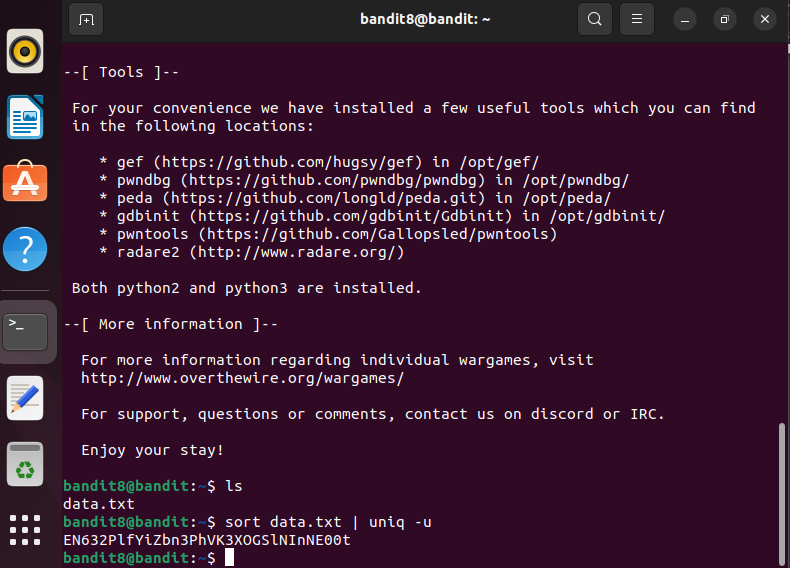 bandit8@bandit: ~
--[ Tools ]--
For your convenience we have installed a few useful tools which you can find
in the following locations:
* gef (https://github.com/hugsy/gef) in /opt/gef/
* pwndbg (https://github.com/pwndbg/pwndbg) in /opt/pwndbg/
* peda (https://github.com/longld/peda.git) in /opt/peda/
* gdbinit (https://github.com/gdbinit/Gdbinit) in /opt/gdbinit/
* pwntools (https://github.com/Gallopsled/pwntools)
* radare2 (http://www.radare.org/)
Both python2 and python3 are installed.
--[ More information ]--
For more information regarding individual wargames, visit
http://www.overthewire.org/wargames/
For support, questions or comments, contact us on discord or IRC.
Enjoy your stay!
bandit8@bandit:~$ ls
data.txt
bandit8@bandit:~$ sort data.txt | uniq -u
EN632PlfYiZbn3PhVK3XOGSlNInNE00t
bandit8@bandit:~$